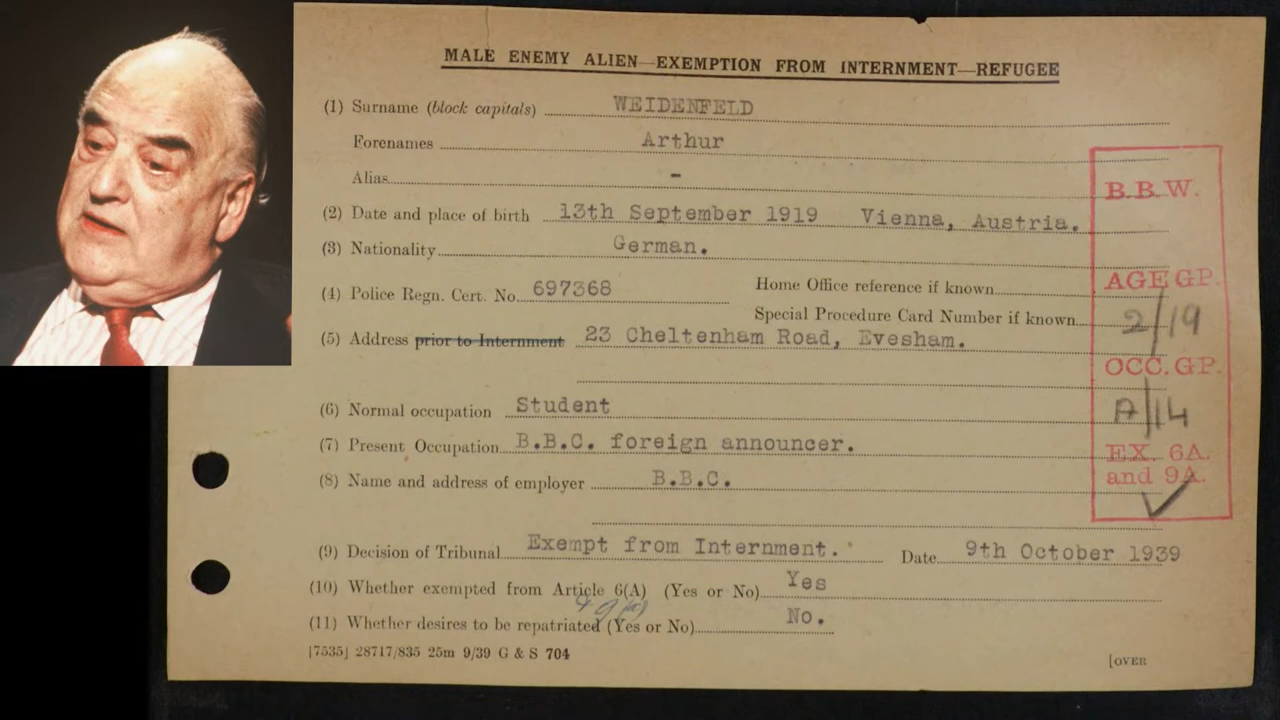 MALE ENEMY ALIEN—EXEMPTION FROM INTERNMENT—REFUGEE
(1) Surname (block capitals) WEIDENFELD
Forenames Arthur
Alias -
(2) Date and place of birth 13th September 1919 Vienna, Austria.
(3) Nationality German.
(4) Police Regn. Cert. No. 697368 Home Office reference if known
Special Procedure Card Number if known
(5) Address prior to Internment 23 Cheltenham Road, Evesham.
(6) Normal occupation Student
(7) Present Occupation B.B.C. foreign announcer.
(8) Name and address of employer B.B.C.
(9) Decision of Tribunal Exempt from Internment. Date 9th October 1939
(10) Whether exempted from Article 6(A) (Yes or No) Yes
+ 9(a)
(11) Whether desires to be repatriated (Yes or No) No.
[7535] 28717/835 25m 9/39 G & S 704
[OVER
B.B.W.
AGE GP.
2/19
OCC. GP.
A/14
EX. 6A.
and 9A.